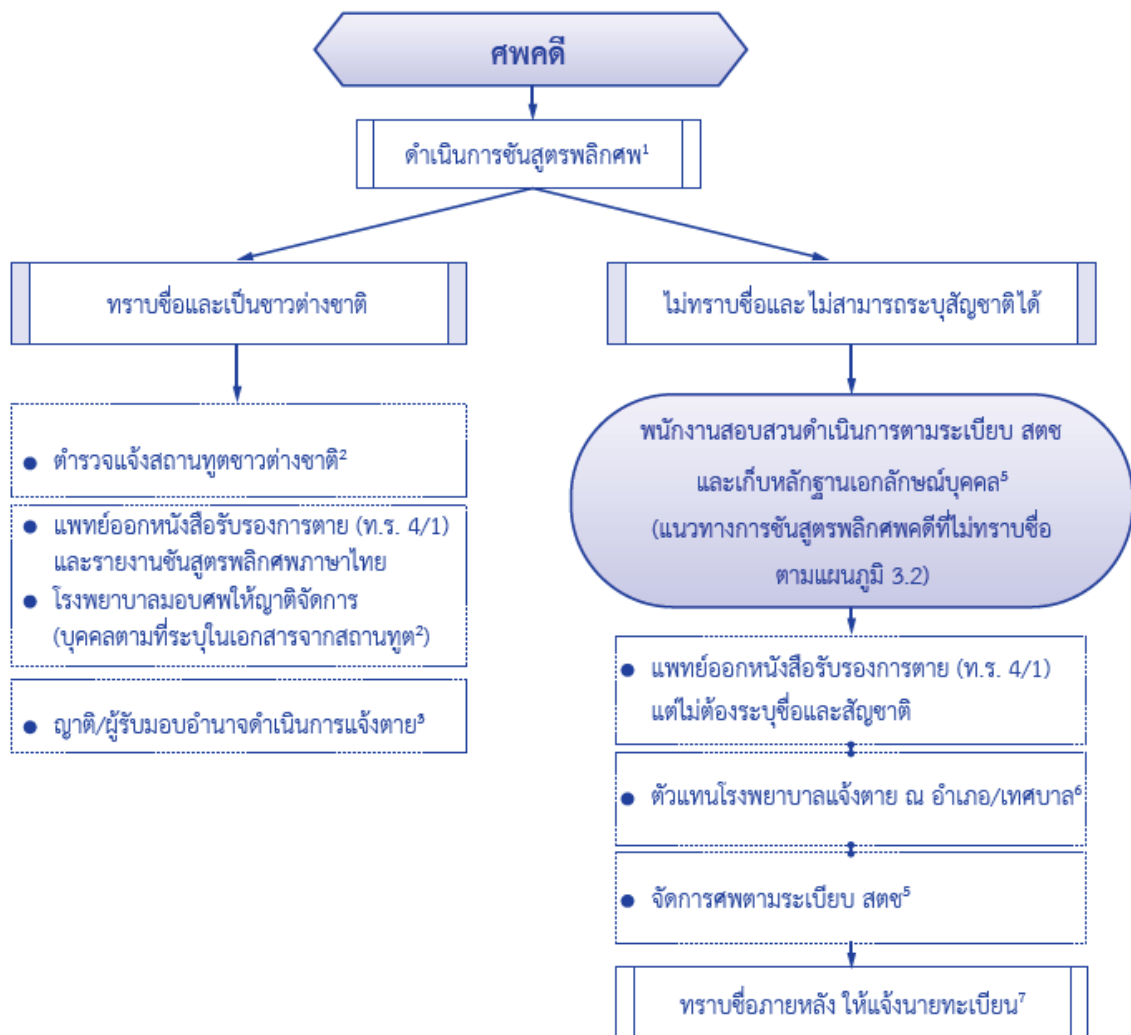 ศพคดี
ดำเนินการชันสูตรพลิกศพ¹
ทราบชื่อและเป็นชาวต่างชาติ
● ตำรวจแจ้งสถานทูตชาวต่างชาติ²
● แพทย์ออกหนังสือรับรองการตาย (ท.ร. 4/1)
และรายงานชันสูตรพลิกศพภาษาไทย
● โรงพยาบาลมอบศพให้ญาติจัดการ
(บุคคลตามที่ระบุในเอกสารจากสถานทูต²)
● ญาติ/ผู้รับมอบอำนาจดำเนินการแจ้งตาย³
ไม่ทราบชื่อและ ไม่สามารถระบุสัญชาติได้
พนักงานสอบสวนดำเนินการตามระเบียบ สตช
และเก็บหลักฐานเอกลักษณ์บุคคล⁵
(แนวทางการชันสูตรพลิกศพคดีที่ไม่ทราบชื่อ
ตามแผนภูมิ 3.2)
● แพทย์ออกหนังสือรับรองการตาย (ท.ร. 4/1)
แต่ไม่ต้องระบุชื่อและสัญชาติ
● ตัวแทนโรงพยาบาลแจ้งตาย ณ อำเภอ/เทศบาล⁶
● จัดการศพตามระเบียบ สตช⁵
ทราบชื่อภายหลัง ให้แจ้งนายทะเบียน⁷